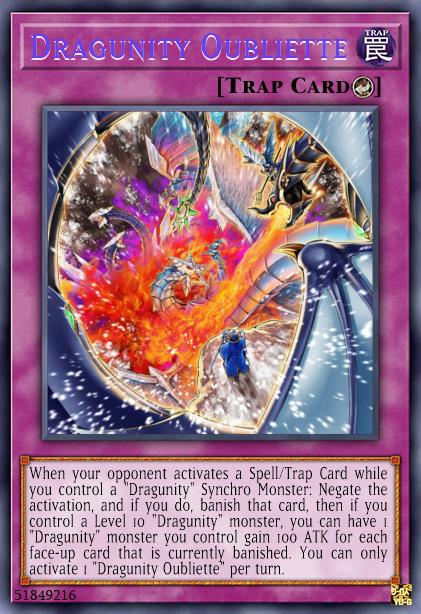 Dragunity Oubliette
TRAP
罠
[Trap Card]
When your opponent activates a Spell/Trap Card while
you control a "Dragunity" Synchro Monster: Negate the
activation, and if you do, banish that card, then if you
control a Level 10 "Dragunity" monster, you can have 1
"Dragunity" monster you control gain 100 ATK for each
face-up card that is currently banished. You can only
activate 1 "Dragunity Oubliette" per turn.
51849216